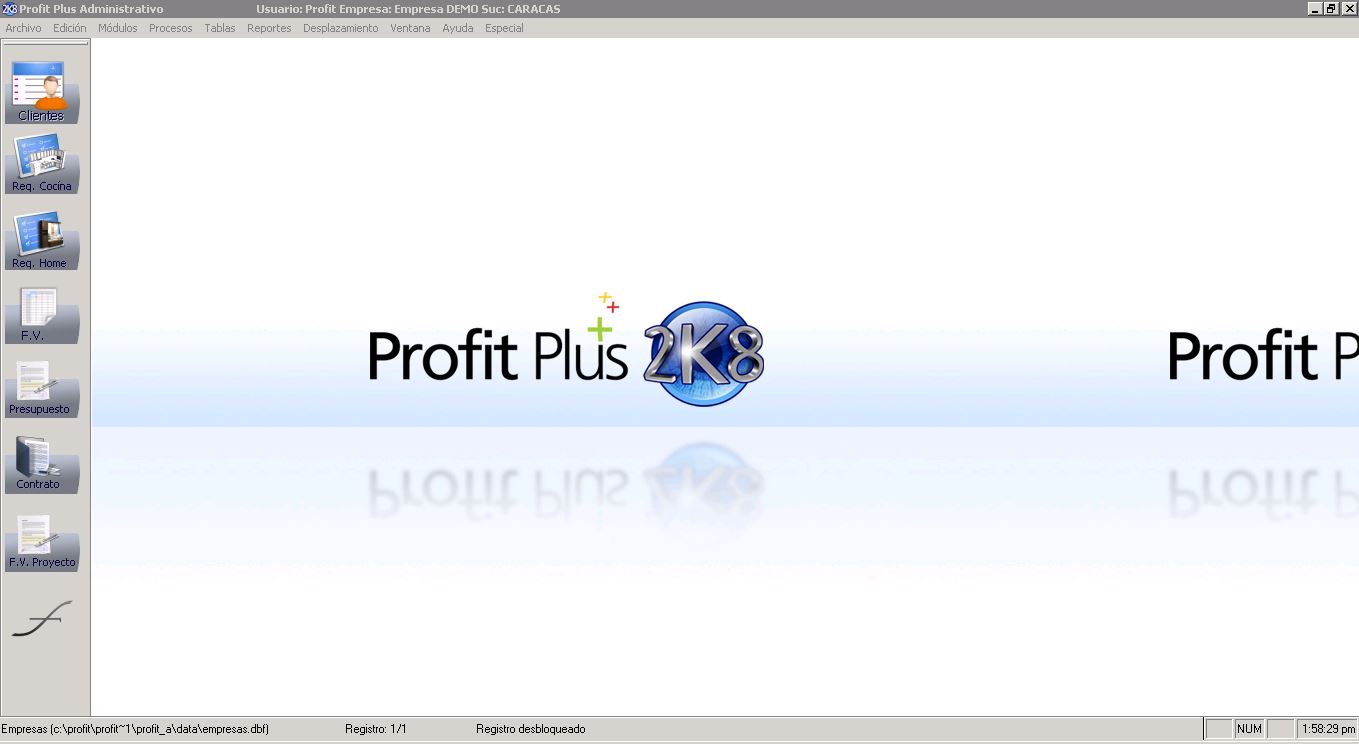 2K8 Profit Plus Administrativo Usuario: Profit Empresa: Empresa DEMO Suc: CARACAS
Archivo Edición Módulos Procesos Tablas Reportes Desplazamiento Ventana Ayuda Especial
Clientes
Req. Cocina
Req. Home
F.V.
Presupuesto
Contrato
F.V. Proyecto
Profit Plus 2K8
Profit P
Empresas (c:\profit\profit~1\profit_a\data\empresas.dbf) Registro: 1/1 Registro desbloqueado NUM 1:58:29 pm